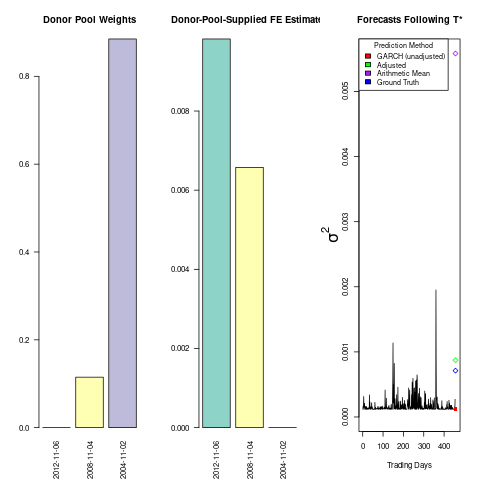 Donor Pool Weights
0.0
0.2
0.4
0.6
0.8
2012-11-06
2008-11-04
2004-11-02
Donor-Pool-Supplied FE Estimate
0.000
0.002
0.004
0.006
0.008
2012-11-06
2008-11-04
2004-11-02
Forecasts Following T*
Prediction Method
GARCH (unadjusted)
Adjusted
Arithmetic Mean
Ground Truth
σ²
0.000
0.001
0.002
0.003
0.004
0.005
0 100 200 300 400
Trading Days